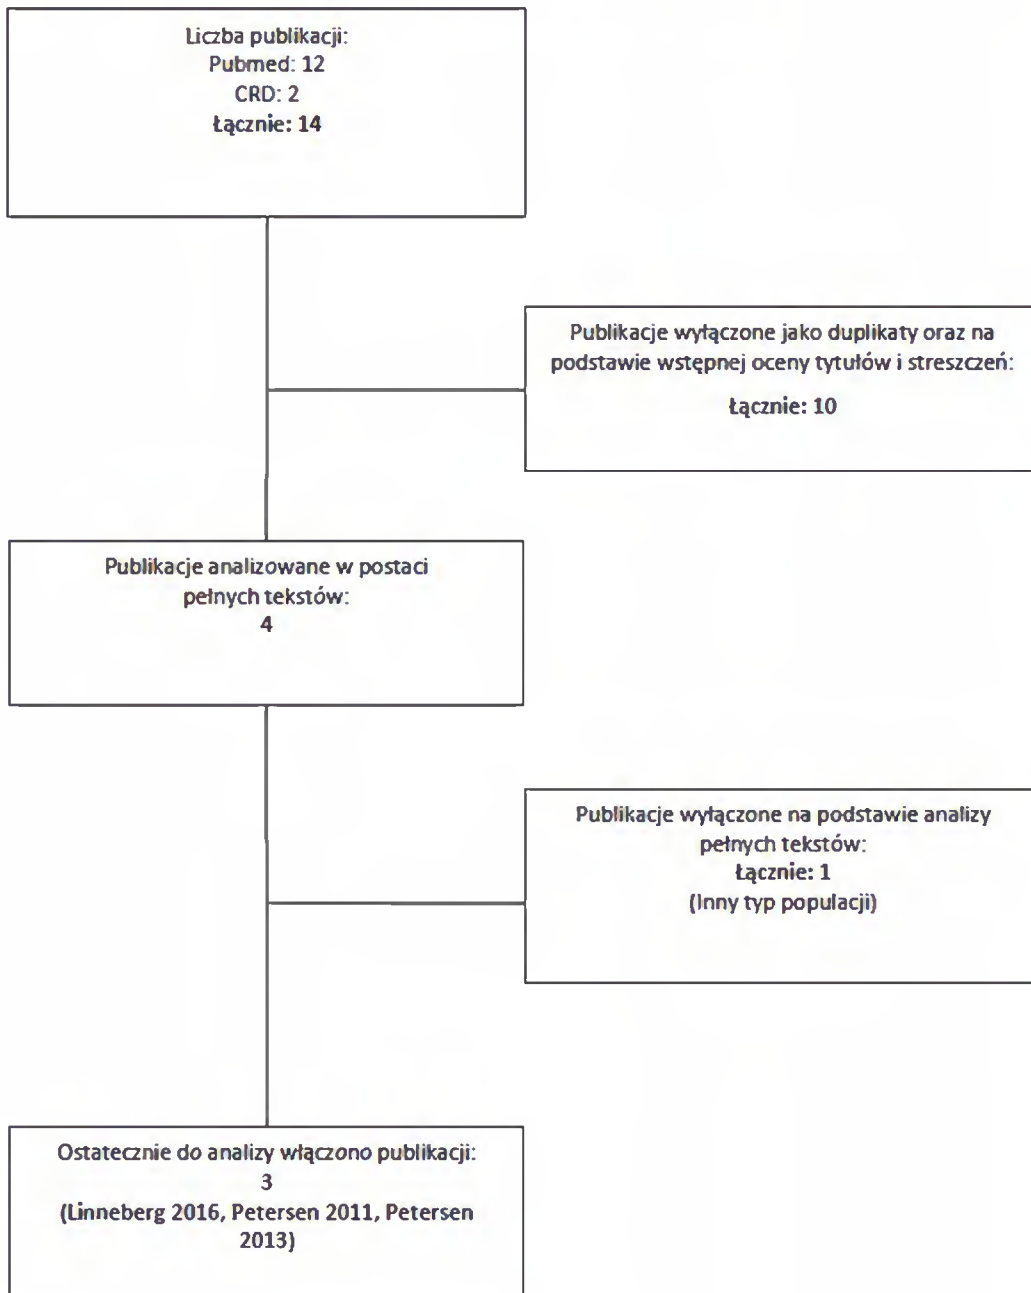 Liczba publikacji:
Pubmed: 12
CRD: 2
Łącznie: 14
Publikacje wyłączone jako duplikaty oraz na
podstawie wstępnej oceny tytułów i streszczeń:
Łącznie: 10
Publikacje analizowane w postaci
pełnych tekstów:
4
Publikacje wyłączone na podstawie analizy
pełnych tekstów:
Łącznie: 1
(Inny typ populacji)
Ostatecznie do analizy włączono publikacji:
3
(Linneberg 2016, Petersen 2011, Petersen
2013)